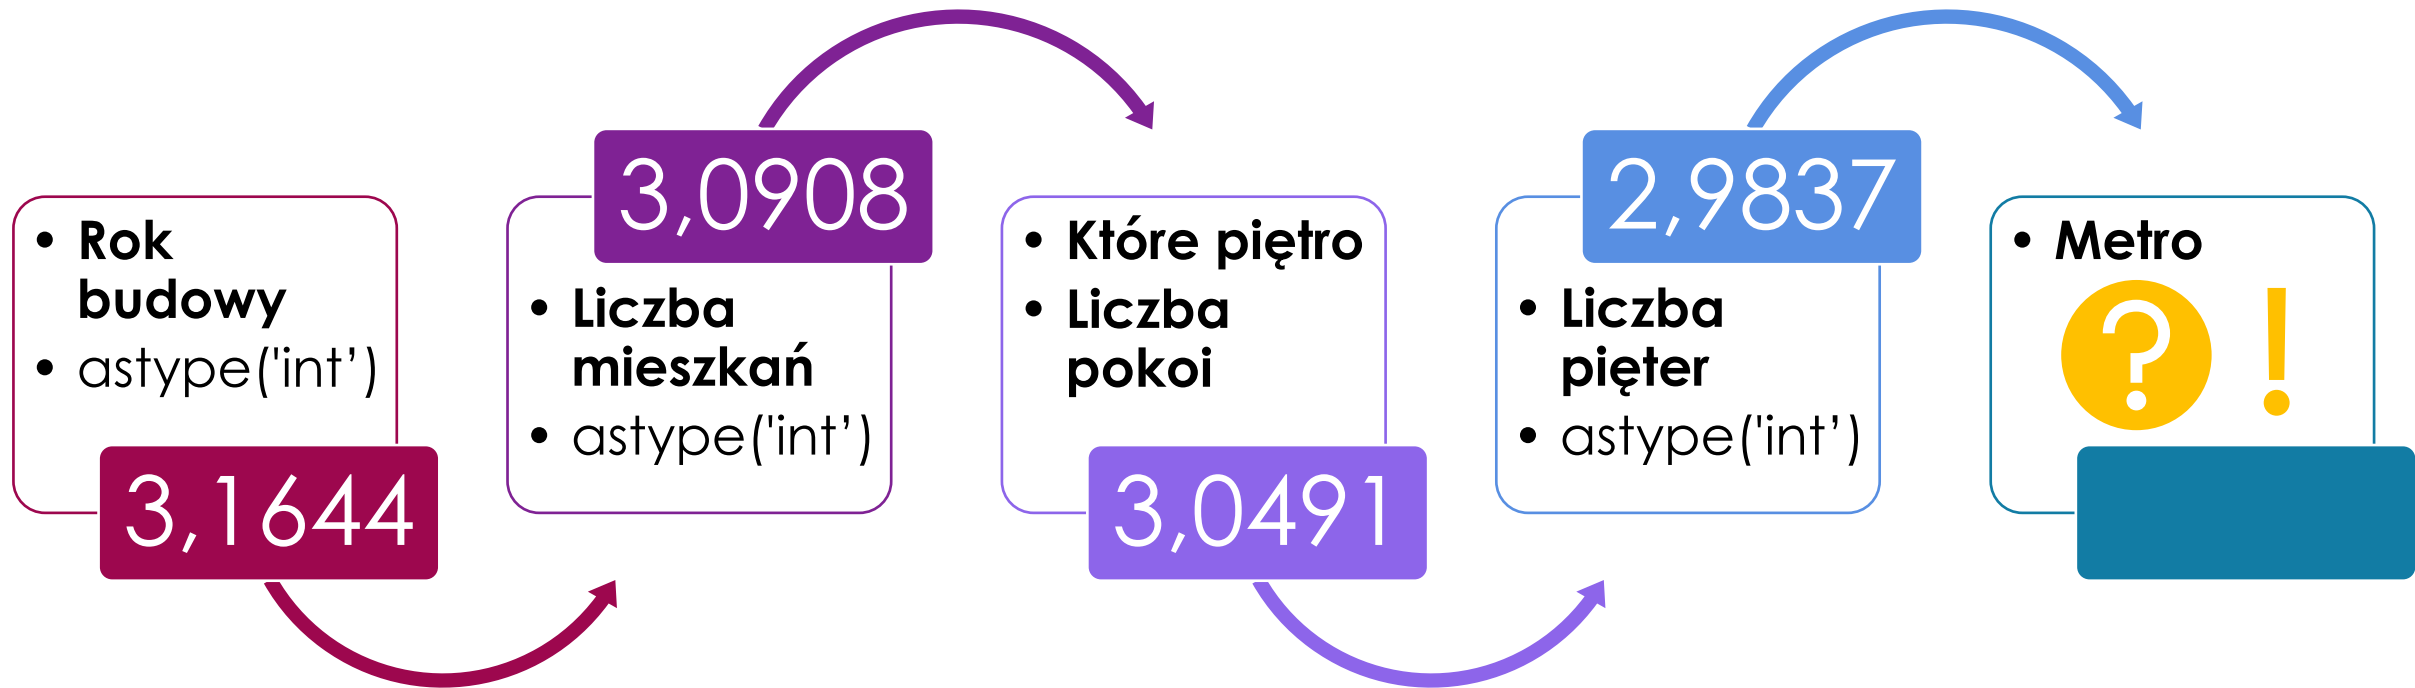 • Rok
budowy
• astype('int’)
3,1644
3,0908
• Liczba
mieszkań
• astype('int’)
• Które piętro
• Liczba
pokoi
3,0491
2,9837
• Liczba
pięter
• astype('int’)
• Metro
? !